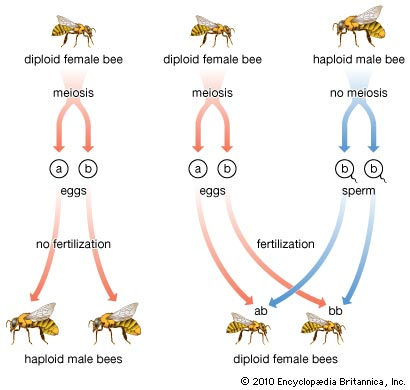 diploid female bee
diploid female bee
haploid male bee
meiosis
meiosis
no meiosis
a
b
a
b
b
b
eggs
eggs
sperm
no fertilization
fertilization
ab
bb
haploid male bees
diploid female bees
© 2010 Encyclopædia Britannica, Inc.